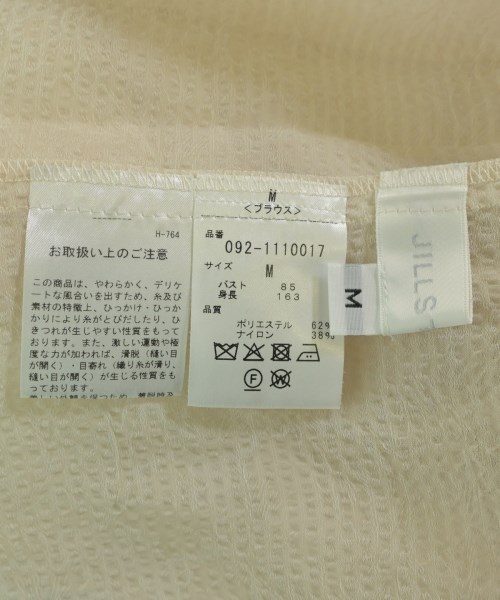 H-764
お取扱い上のご注意
この商品は、やわらかく、デリケ
ートな風合いを出すため、糸及び
素材の特徴上、ひっかけ・ひっか
かりにより糸がとびだしたり、ひ
きつれが生じやすい性質をもって
おります。また、激しい運動や極
度な力が加われば、滑脱（縫い目
が開く）・目寄れ（織り糸が滑り、
縫い目が開く）が生じる性質をも
っております。
M
＜ブラウス＞
品番
092-1110017
サイズ
M
バスト 85
身長 163
品質
ポリエステル 62%
ナイロン 38%
F
W
M
JILLS